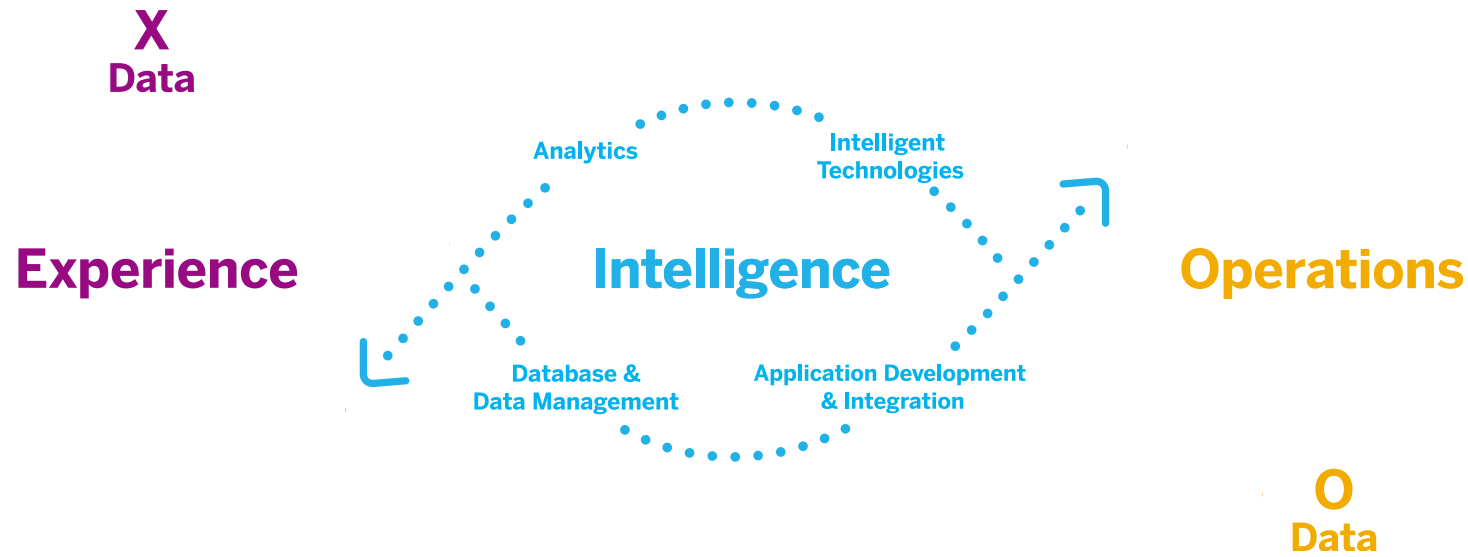 X
Data
Analytics
Intelligent
Technologies
Experience
Intelligence
Operations
Database &
Data Management
Application Development
& Integration
O
Data